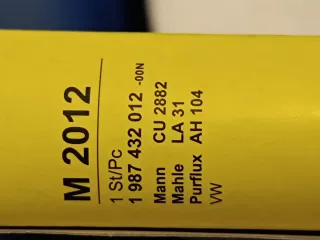 M 2012
1 St/Pc
1 987 432 012 -00N
Mann CU 2882
Mahle LA 31
Purflux AH 104
VW